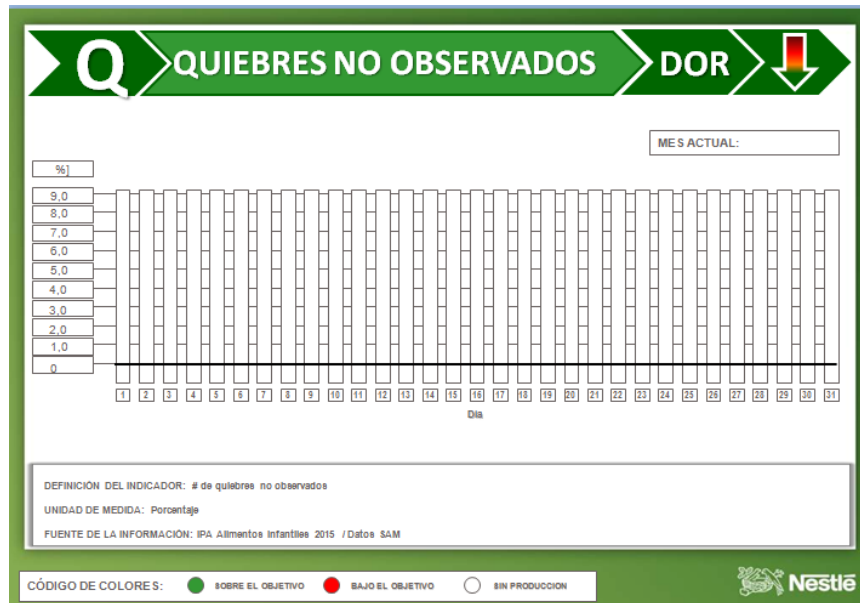 Q QUIEBRES NO OBSERVADOS DOR
MES ACTUAL:
%]
9,0
8,0
7,0
6,0
5,0
4,0
3,0
2,0
1,0
0
1 2 3 4 5 6 7 8 9 10 11 12 13 14 15 16 17 18 19 20 21 22 23 24 25 26 27 28 29 30 31
Dia
DEFINICIÓN DEL INDICADOR: # de quiebres no observados
UNIDAD DE MEDIDA: Porcentaje
FUENTE DE LA INFORMACIÓN: IPA Alimentos Infantiles 2015 / Datos SAM
CÓDIGO DE COLORES: SOBRE EL OBJETIVO BAJO EL OBJETIVO SIN PRODUCCION
Nestlé